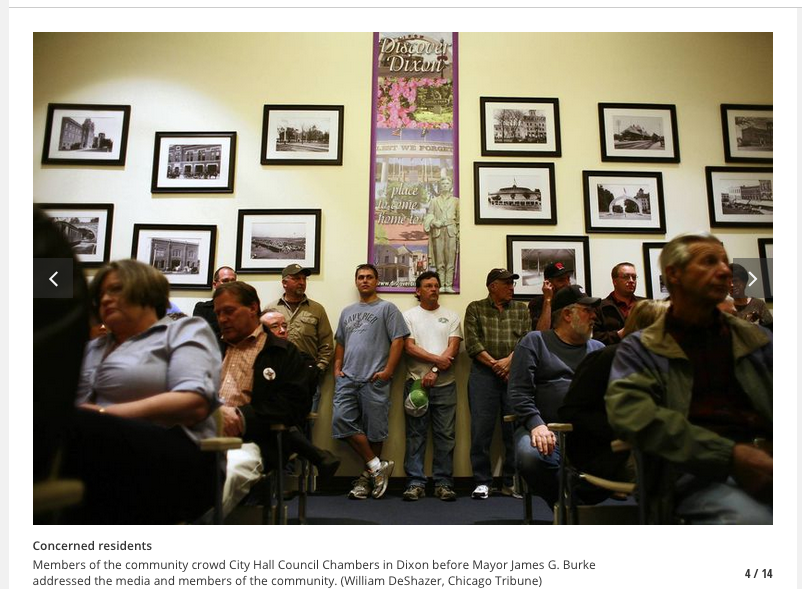 Discover
Dixon
LEST WE FORGET
A place
to come
home to
NAVY PIER
Concerned residents
Members of the community crowd City Hall Council Chambers in Dixon before Mayor James G. Burke
addressed the media and members of the community. (William DeShazer, Chicago Tribune)
4 / 14